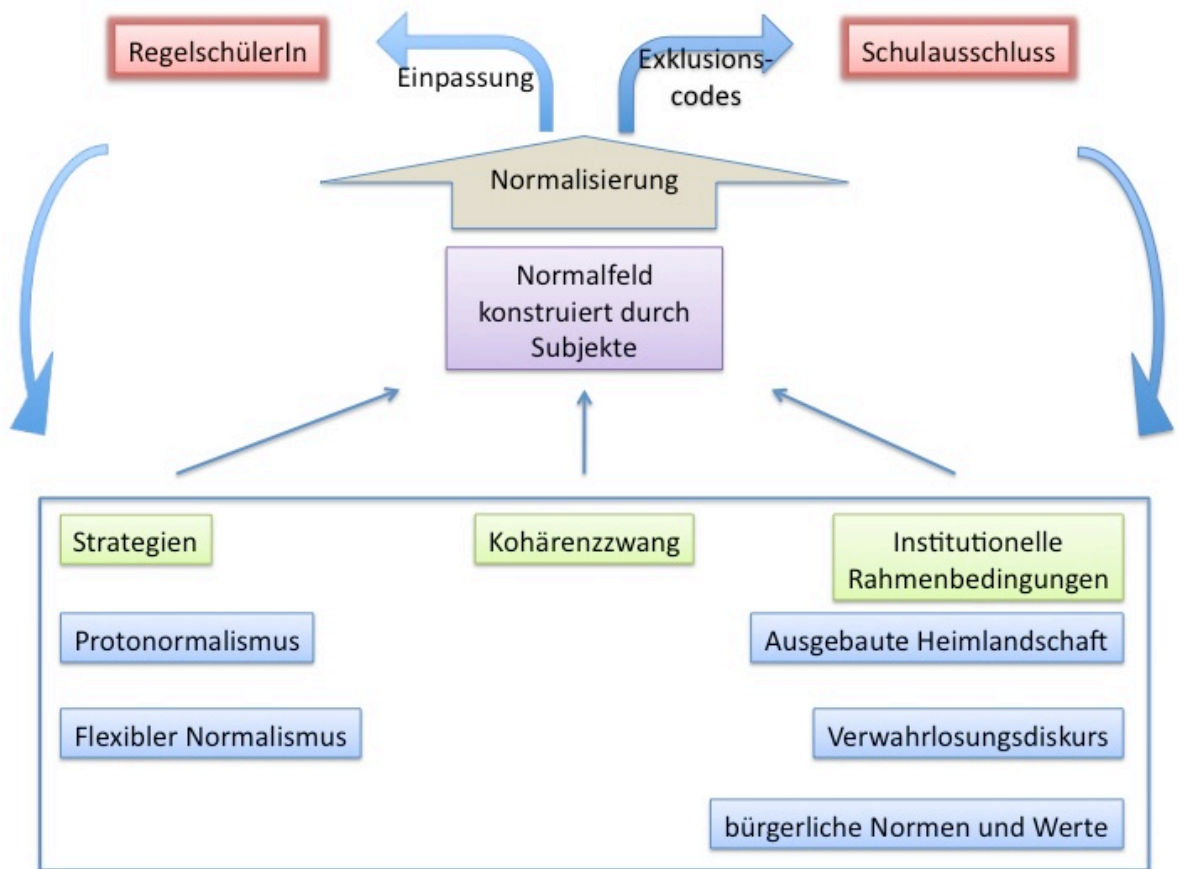 RegelschülerIn
Einpassung
Exklusions-
codes
Schulausschluss
Normalisierung
Normalfeld
konstruiert durch
Subjekte
Strategien
Kohärenzzwang
Institutionelle
Rahmenbedingungen
Protonormalismus
Ausgebaute Heimlandschaft
Flexibler Normalismus
Verwahrlosungsdiskurs
bürgerliche Normen und Werte